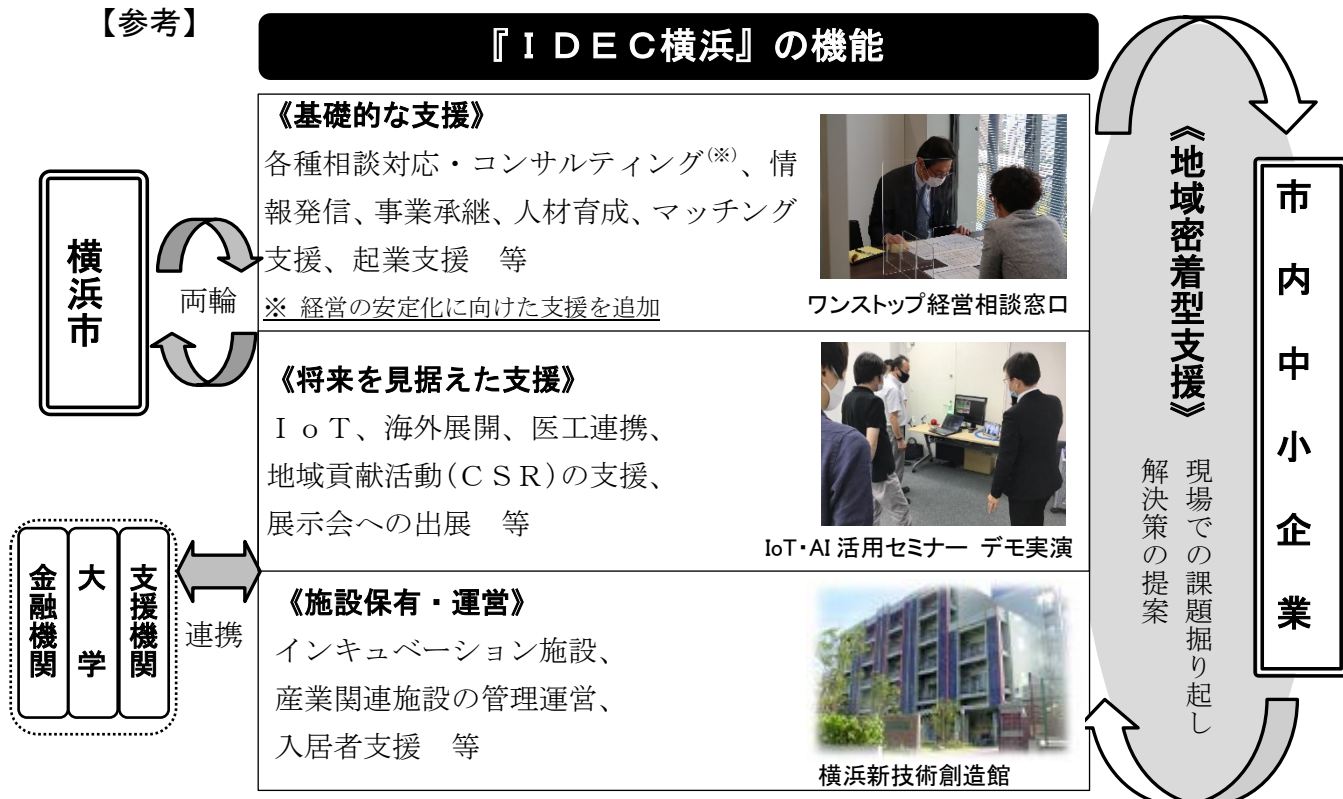 【参考】
『ＩＤＥＣ横浜』の機能
《基礎的な支援》
各種相談対応・コンサルティング(※)、情
報発信、事業承継、人材育成、マッチング
支援、起業支援　等
※ 経営の安定化に向けた支援を追加
ワンストップ経営相談窓口
《将来を見据えた支援》
ＩｏＴ、海外展開、医工連携、
地域貢献活動(ＣＳＲ)の支援、
展示会への出展　等
IoT・AI 活用セミナー デモ実演
《施設保有・運営》
インキュベーション施設、
産業関連施設の管理運営、
入居者支援　等
横浜新技術創造館
横浜市
両輪
支援機関
大学
金融機関
連携
《地域密着型支援》
現場での課題掘り起し
解決策の提案
市内中小企業